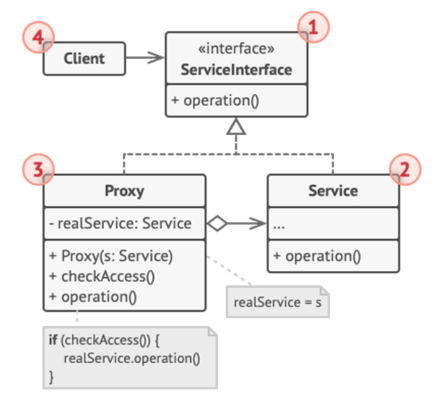 1
4
Client
«interface»
ServiceInterface
+ operation()
3
2
Proxy
- realService: Service
+ Proxy(s: Service)
+ checkAccess()
+ operation()
Service
...
+ operation()
realService = s
if (checkAccess()) {
realService.operation()
}